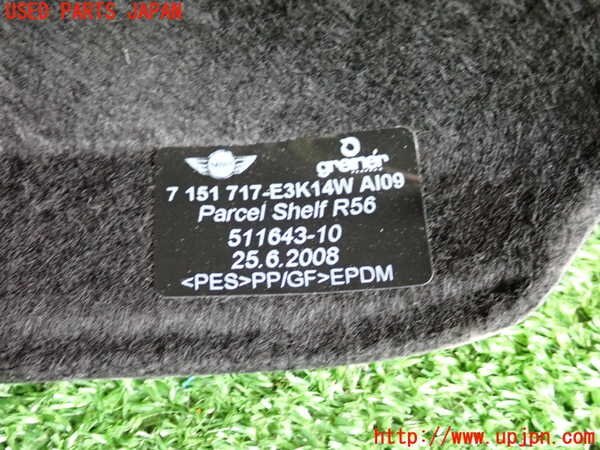 USED PARTS JAPAN
MINI
greiner
7 151 717-E3K14W AI09
Parcel Shelf R56
511643-10
25.6.2008
<PES>PP/GF>EPDM
http://www.upjpn.com/